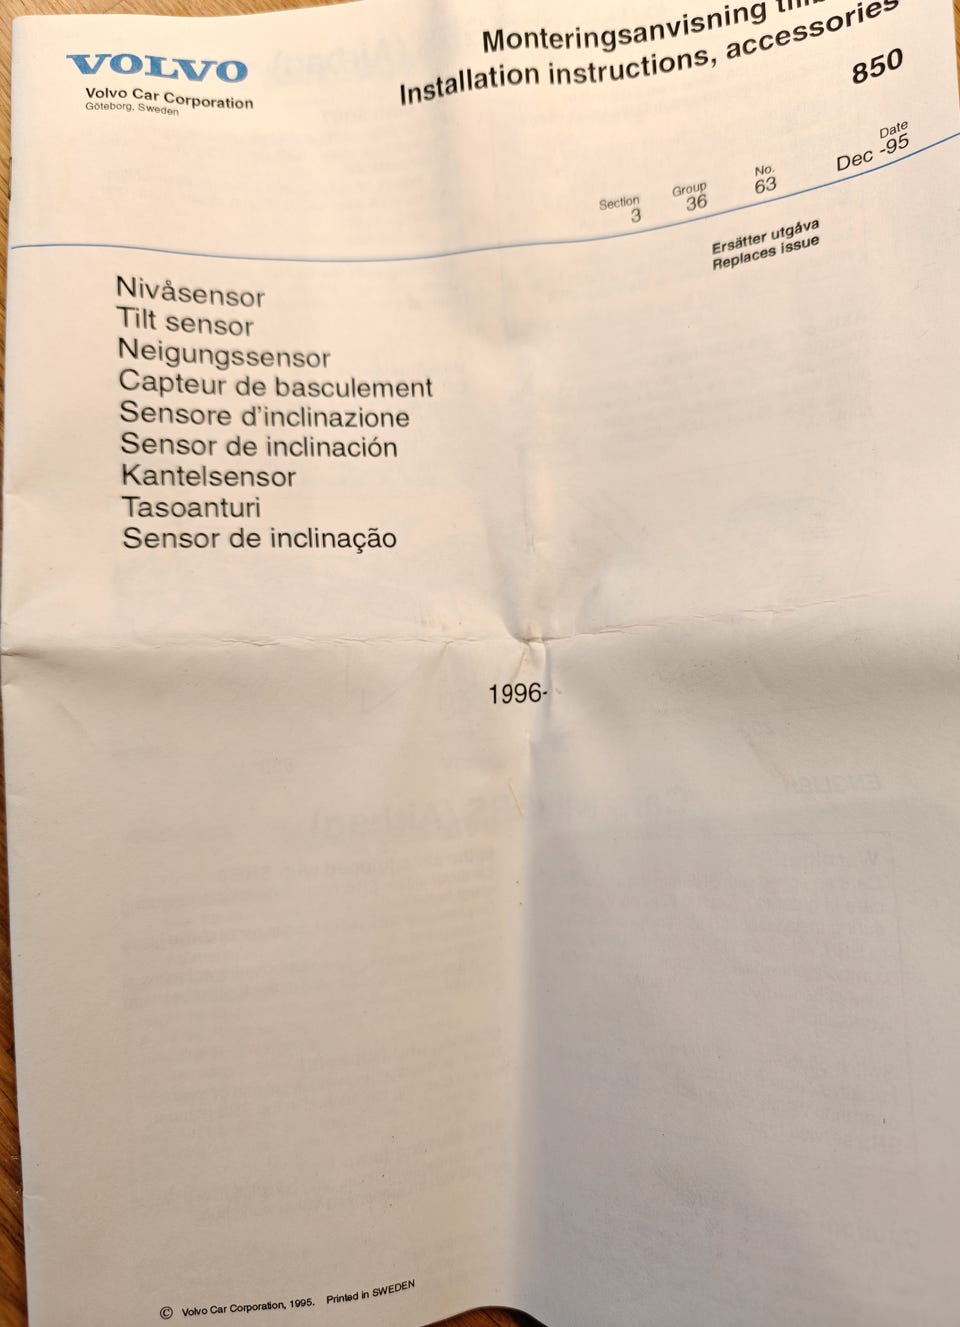 VOLVO
Volvo Car Corporation
Göteborg, Sweden
Monteringsanvisning
Installation instructions, accessories
850
Section
3
Group
36
No.
63
Date
Dec -95
Ersätter utgåva
Replaces issue
Nivåsensor
Tilt sensor
Neigungssensor
Capteur de basculement
Sensore d'inclinazione
Sensor de inclinación
Kantelsensor
Tasoanturi
Sensor de inclinação
1996-
© Volvo Car Corporation, 1995. Printed in SWEDEN